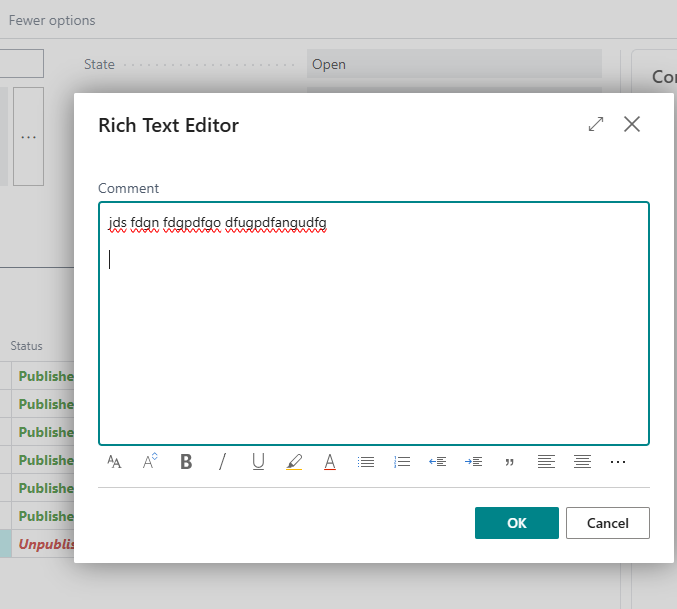 Fewer options
State
Open
Rich Text Editor
Comment
jds fdgn fdgpdfgo dfugpdfangudfg
Status
Publishe
Publishe
Publishe
Publishe
Publishe
Publishe
Unpublis
OK
Cancel